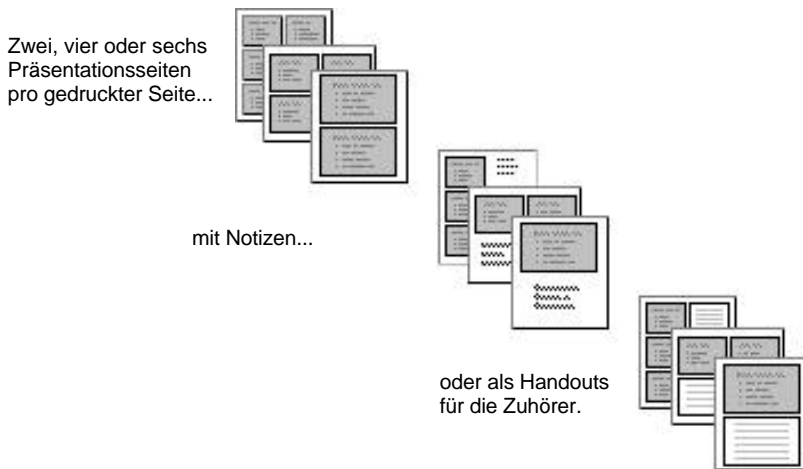 Zwei, vier oder sechs
Präsentationsseiten
pro gedruckter Seite...
mit Notizen...
oder als Handouts
für die Zuhörer.